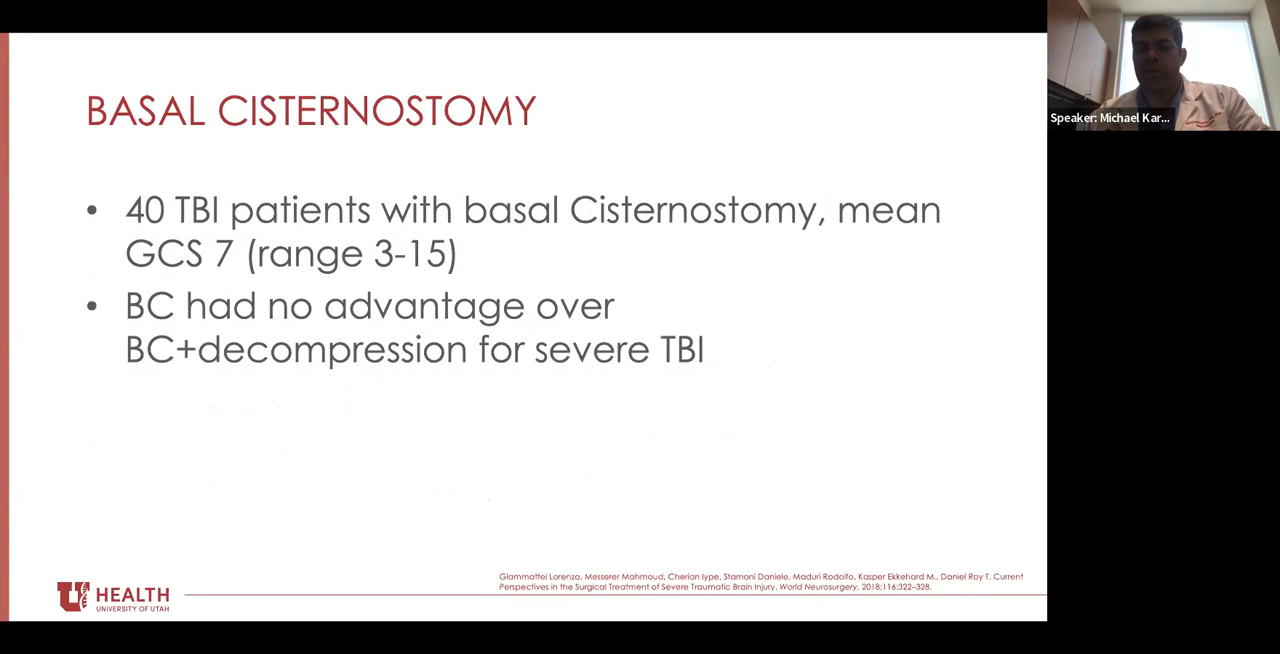 BASAL CISTERNOSTOMY
• 40 TBI patients with basal Cisternostomy, mean
GCS 7 (range 3-15)
• BC had no advantage over
BC+decompression for severe TBI
Giammattei Lorenzo, Messerer Mahmoud, Cherian Iype, Starnoni Daniele, Maduri Rodolfo, Kasper Ekkehard M., Daniel Roy T. Current
Perspectives in the Surgical Treatment of Severe Traumatic Brain Injury. World Neurosurgery. 2018;116:322–328.
U HEALTH
UNIVERSITY OF UTAH
Speaker: Michael Kar...